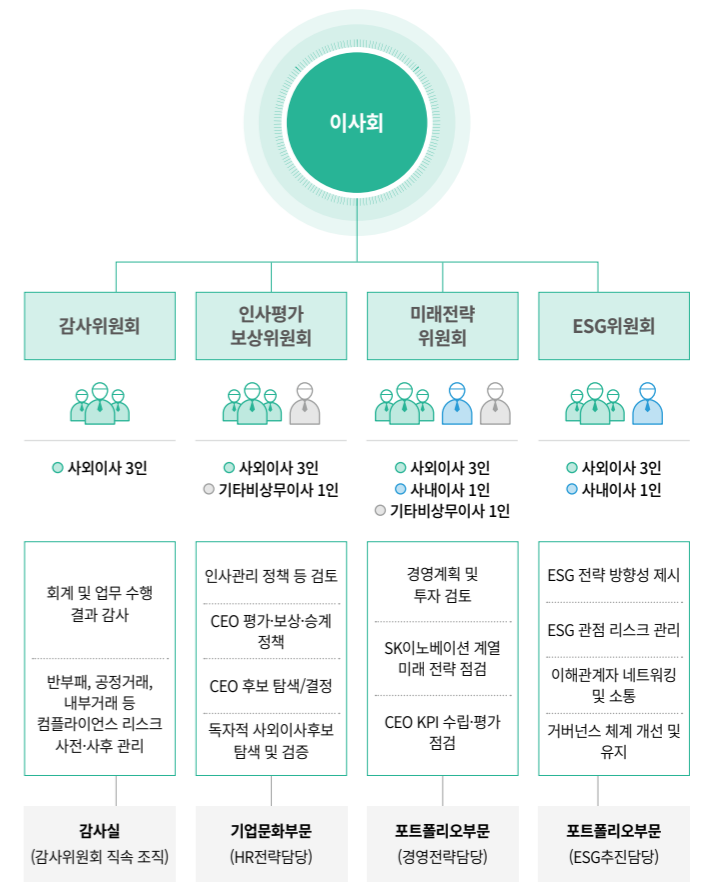 이사회
감사위원회
인사평가
보상위원회
미래전략
위원회
ESG위원회
사외이사 3인
사외이사 3인
기타비상무이사 1인
사외이사 3인
사내이사 1인
기타비상무이사 1인
사외이사 3인
사내이사 1인
회계 및 업무 수행
결과 감사
반부패, 공정거래,
내부거래 등
컴플라이언스 리스크
사전·사후 관리
인사관리 정책 등 검토
CEO 평가·보상·승계
정책
CEO 후보 탐색/결정
독자적 사외이사후보
탐색 및 검증
경영계획 및
투자 검토
SK이노베이션 계열
미래 전략 점검
CEO KPI 수립·평가
점검
ESG 전략 방향성 제시
ESG 관점 리스크 관리
이해관계자 네트워킹
및 소통
거버넌스 체계 개선 및
유지
감사실
(감사위원회 직속 조직)
기업문화부문
(HR전략담당)
포트폴리오부문
(경영전략담당)
포트폴리오부문
(ESG추진담당)